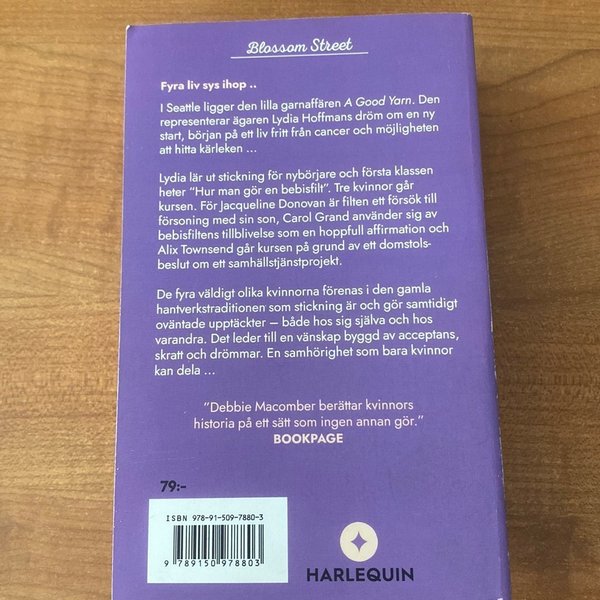 Blossom Street
Fyra liv sys ihop ..
I Seattle ligger den lilla garnaffären A Good Yarn. Den
representerar ägaren Lydia Hoffmans dröm om en ny
start, början på ett liv fritt från cancer och möjligheten
att hitta kärleken ...
Lydia lär ut stickning för nybörjare och första klassen
heter "Hur man gör en bebisfilt". Tre kvinnor går
kursen. För Jacqueline Donovan är filten ett försök till
försoning med sin son, Carol Grand använder sig av
bebisfiltens tillblivelse som en hoppfull affirmation och
Alix Townsend går kursen på grund av ett domstols-
beslut om ett samhällstjänstprojekt.
De fyra väldigt olika kvinnorna förenas i den gamla
hantverkstraditionen som stickning är och gör samtidigt
oväntade upptäckter – både hos sig själva och hos
varandra. Det leder till en vänskap byggd av acceptans,
skratt och drömmar. En samhörighet som bara kvinnor
kan dela ...
"Debbie Macomber berättar kvinnors
historia på ett sätt som ingen annan gör."
BOOKPAGE
79:-
ISBN 978-91-509-7880-3
9 789150 978803
HARLEQUIN